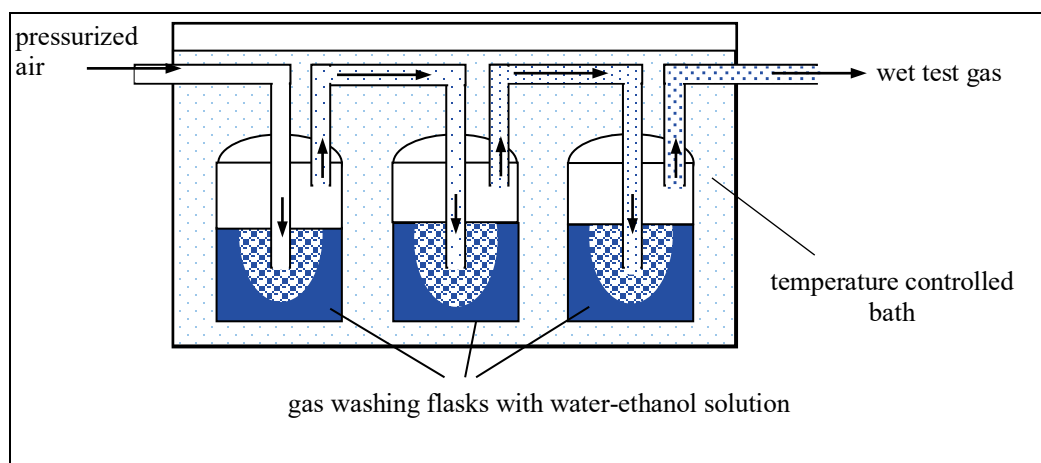 pressurized
air
wet test gas
temperature controlled
bath
gas washing flasks with water-ethanol solution